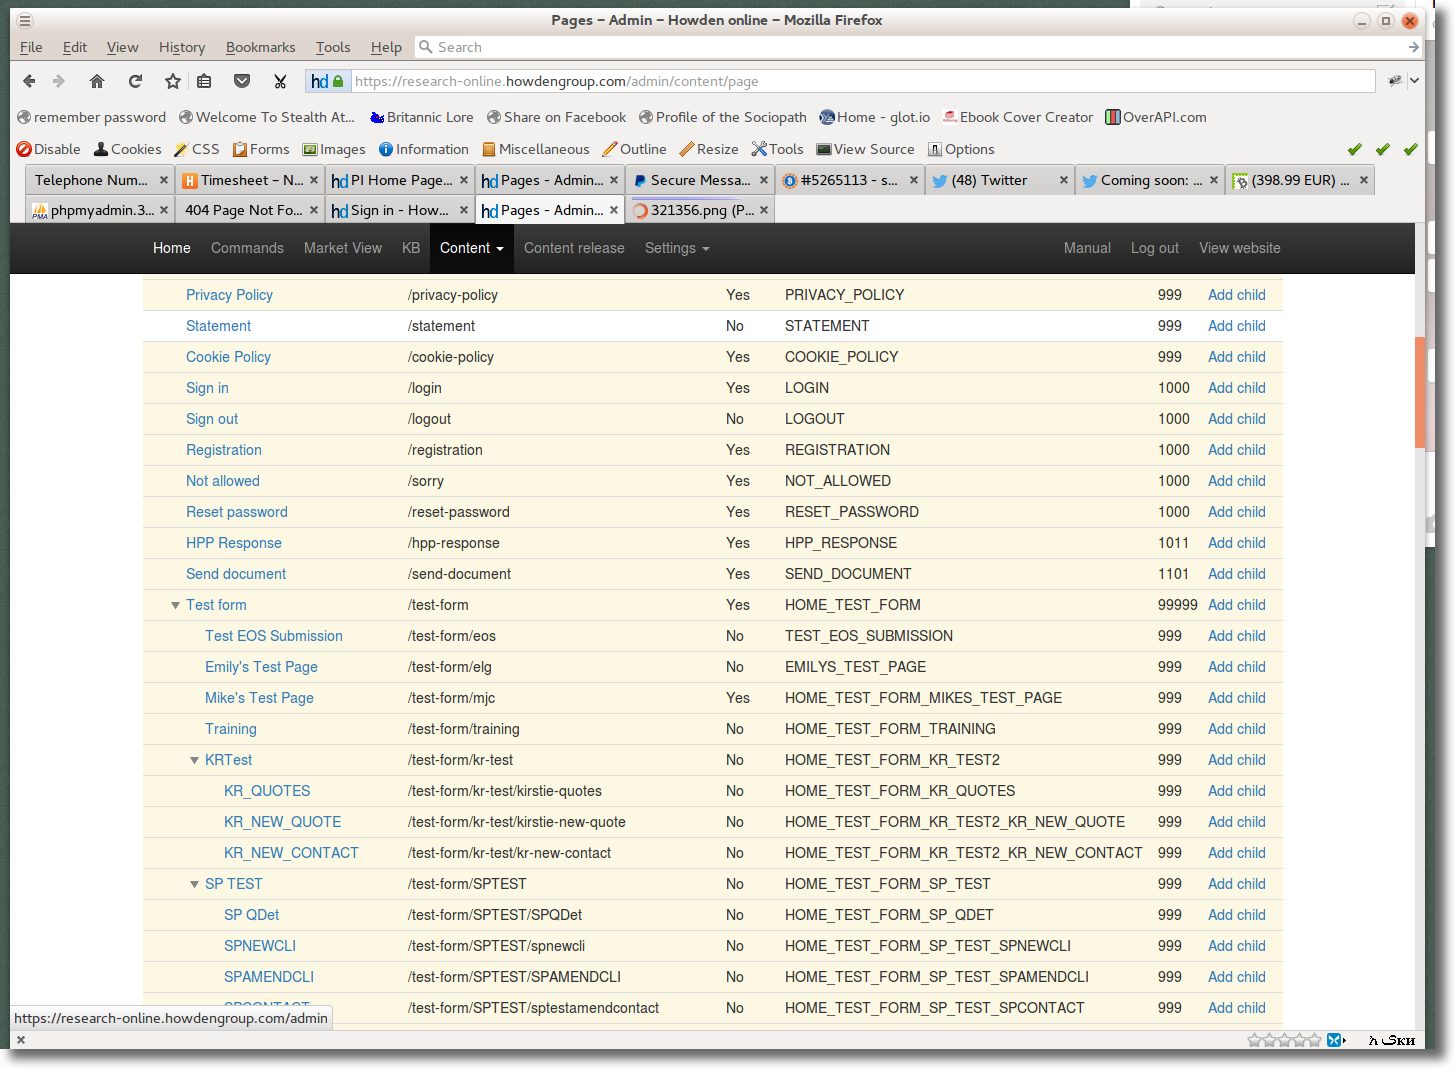 Pages – Admin – Howden online – Mozilla Firefox
File Edit View History Bookmarks Tools Help Search
hd https://research-online.howdengroup.com/admin/content/page
remember password Welcome To Stealth At... Britannic Lore Share on Facebook Profile of the Sociopath Home - glot.io Ebook Cover Creator OverAPI.com
Disable Cookies CSS Forms Images Information Miscellaneous Outline Resize Tools View Source Options
Telephone Num... Timesheet – N... hd PI Home Page... hd Pages - Admin... Secure Messa... #5265113 - s... (48) Twitter Coming soon: ... (398.99 EUR) ...
PMA phpmyadmin.3... 404 Page Not Fo... hd Sign in - How... hd Pages - Admin... 321356.png (P...
Home Commands Market View KB Content Content release Settings Manual Log out View website
Privacy Policy /privacy-policy Yes PRIVACY_POLICY 999 Add child
Statement /statement No STATEMENT 999 Add child
Cookie Policy /cookie-policy Yes COOKIE_POLICY 999 Add child
Sign in /login Yes LOGIN 1000 Add child
Sign out /logout No LOGOUT 1000 Add child
Registration /registration Yes REGISTRATION 1000 Add child
Not allowed /sorry Yes NOT_ALLOWED 1000 Add child
Reset password /reset-password Yes RESET_PASSWORD 1000 Add child
HPP Response /hpp-response Yes HPP_RESPONSE 1011 Add child
Send document /send-document Yes SEND_DOCUMENT 1101 Add child
Test form /test-form Yes HOME_TEST_FORM 99999 Add child
Test EOS Submission /test-form/eos No TEST_EOS_SUBMISSION 999 Add child
Emily's Test Page /test-form/elg No EMILYS_TEST_PAGE 999 Add child
Mike's Test Page /test-form/mjc Yes HOME_TEST_FORM_MIKES_TEST_PAGE 999 Add child
Training /test-form/training No HOME_TEST_FORM_TRAINING 999 Add child
KRTest /test-form/kr-test No HOME_TEST_FORM_KR_TEST2 999 Add child
KR_QUOTES /test-form/kr-test/kirstie-quotes No HOME_TEST_FORM_KR_QUOTES 999 Add child
KR_NEW_QUOTE /test-form/kr-test/kirstie-new-quote No HOME_TEST_FORM_KR_TEST2_KR_NEW_QUOTE 999 Add child
KR_NEW_CONTACT /test-form/kr-test/kr-new-contact No HOME_TEST_FORM_KR_TEST2_KR_NEW_CONTACT 999 Add child
SP TEST /test-form/SPTEST No HOME_TEST_FORM_SP_TEST 999 Add child
SP QDet /test-form/SPTEST/SPQDet No HOME_TEST_FORM_SP_QDET 999 Add child
SPNEWCLI /test-form/SPTEST/spnewcli No HOME_TEST_FORM_SP_TEST_SPNEWCLI 999 Add child
SPAMENDCLI /test-form/SPTEST/SPAMENDCLI No HOME_TEST_FORM_SP_TEST_SPAMENDCLI 999 Add child
SPCONTACT /test-form/SPTEST/sptestamendcontact No HOME_TEST_FORM_SP_TEST_SPCONTACT 999 Add child
https://research-online.howdengroup.com/admin